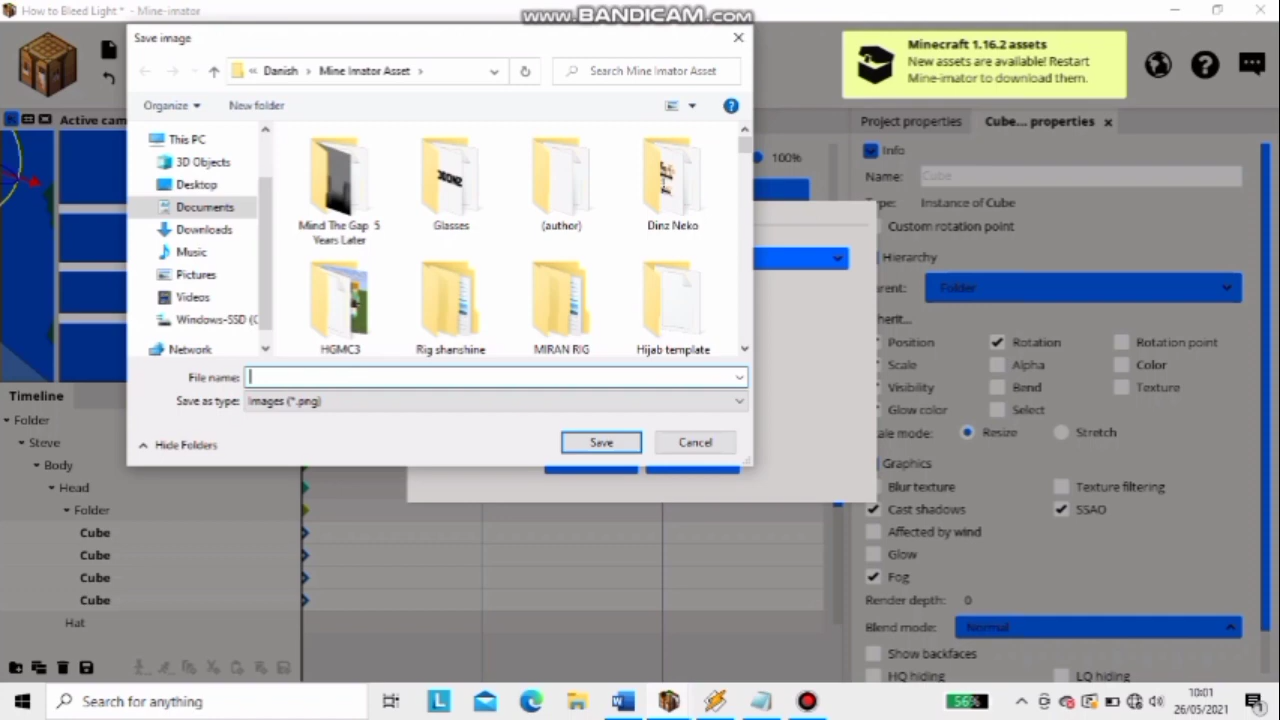 How to Bleed Light * - Mine-imator
www.BANDICAM.com
Save image
Danish
Mine Imator Asset
Search Mine Imator Asset
Organize
New folder
This PC
3D Objects
Desktop
Documents
Downloads
Music
Pictures
Videos
Windows-SSD (C
Network
Mind The Gap 5
Years Later
Glasses
(author)
Dinz Neko
HGMC3
Rig shanshine
MIRAN RIG
Hijab template
File name:
Save as type:
Images (*.png)
Hide Folders
Save
Cancel
Minecraft 1.16.2 assets
New assets are available! Restart
Mine-imator to download them.
Active cam
100%
Project properties
Cube... properties
Info
Name:
Cube
Type:
Instance of Cube
Custom rotation point
Hierarchy
rent:
Folder
herit...
Position
Rotation
Rotation point
Scale
Alpha
Color
Visibility
Bend
Texture
Glow color
Select
ale mode:
Resize
Stretch
Graphics
Blur texture
Texture filtering
Cast shadows
SSAO
Affected by wind
Glow
Fog
Render depth:
0
Blend mode:
Normal
Show backfaces
HQ hiding
LQ hiding
Timeline
Folder
Steve
Body
Head
Folder
Cube
Cube
Cube
Cube
Hat
Search for anything
L
56%
10:01
26/05/2021